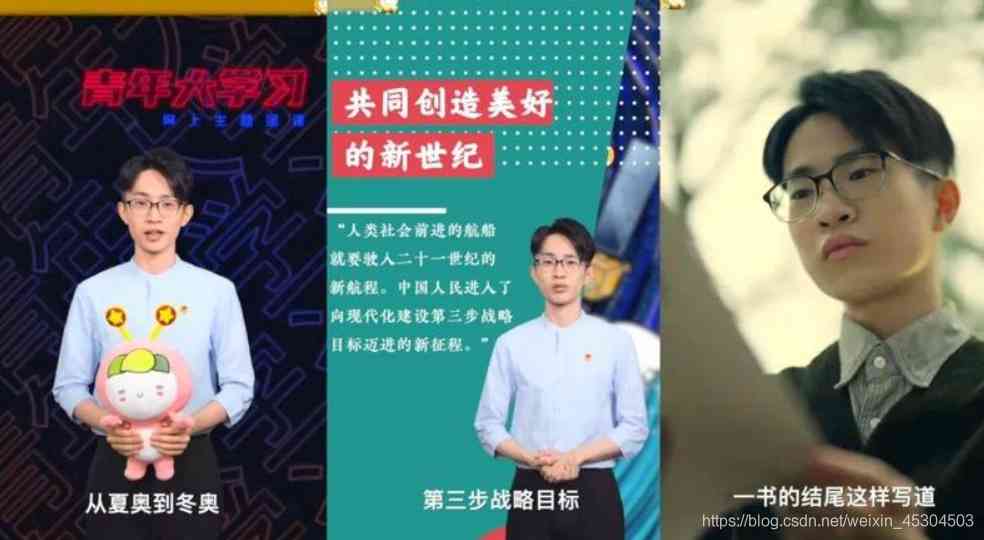 青年大学习
网上主题团课
从夏奥到冬奥
共同创造美好
的新世纪
“人类社会前进的航船
就要驶入二十一世纪的
新航程。中国人民进入了
向现代化建设第三步战略
目标迈进的新征程。”
第三步战略目标
一书的结尾这样写道
https://blog.csdn.net/weixin_45304503